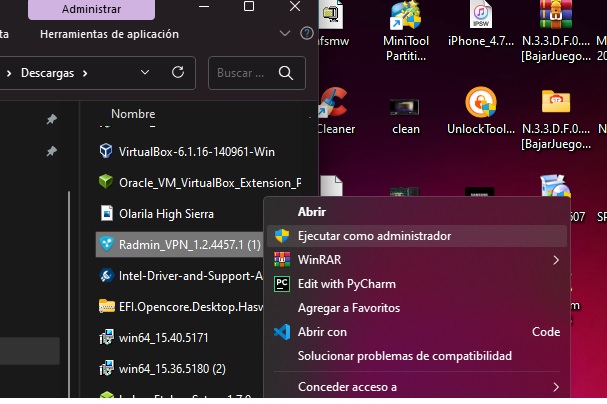 Administrar
ta
Herramientas de aplicación
Descargas
Buscar ...
Nombre
VirtualBox-6.1.16-140961-Win
Oracle_VM_VirtualBox_Extension_P
Olarila High Sierra
Radmin_VPN_1.2.4457.1 (1)
Intel-Driver-and-Support-A
EFI.Opencore.Desktop.Hasw
win64_15.40.5171
win64_15.36.5180 (2)
Abrir
Ejecutar como administrador
WinRAR
Edit with PyCharm
Agregar a Favoritos
Abrir con
Code
Solucionar problemas de compatibilidad
Conceder acceso a
fsmw
MiniTool
Partiti...
iPhone_4.7...
N.3.3.D.F.0....
[BajarJuego...
Cleaner
clean
UnlockTool...
N.3.3.D.F.0....
[BajarJuego...
607